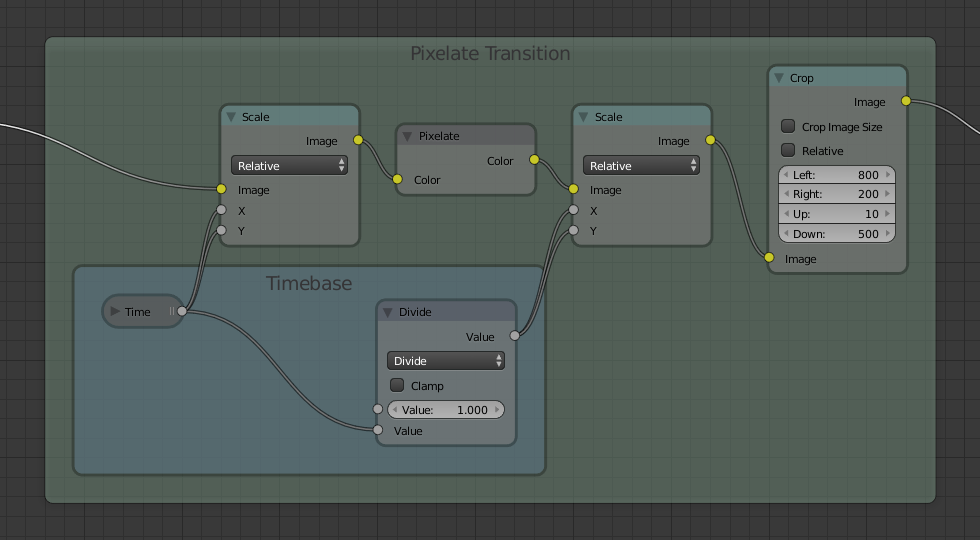 Pixelate Transition
Scale
Image
Relative
Image
X
Y
Pixelate
Color
Color
Scale
Image
Relative
Image
X
Y
Crop
Image
Crop Image Size
Relative
Left: 800
Right: 200
Up: 10
Down: 500
Image
Timebase
Time
Divide
Value
Divide
Clamp
Value: 1.000
Value